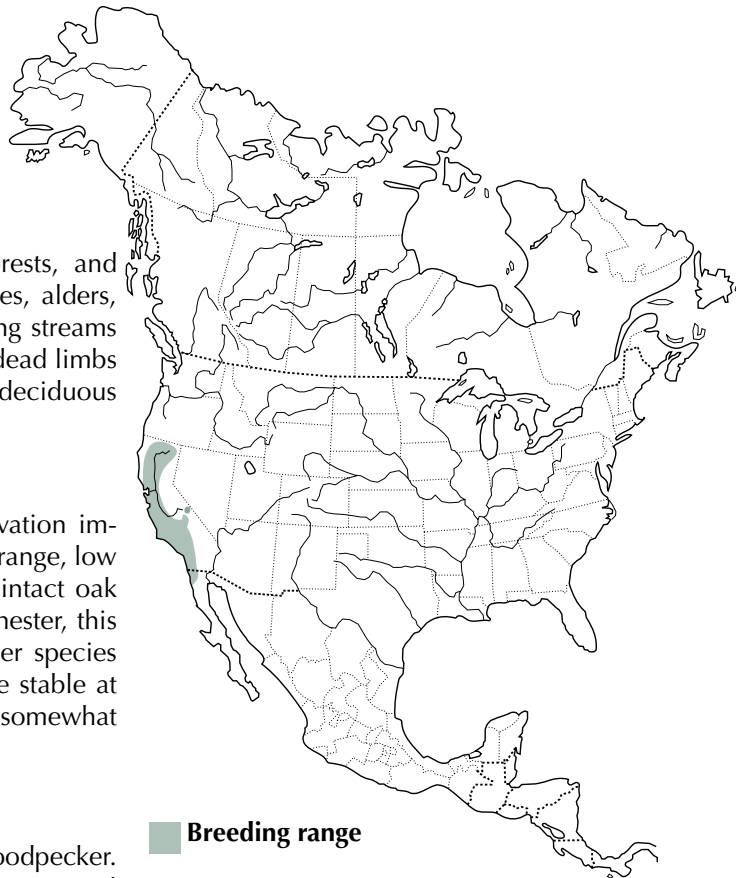 rests, and
es, alders,
ng streams
dead limbs
deciduous
vation im-
range, low
intact oak
nester, this
er species
e stable at
somewhat
Breeding range
oodpecker.